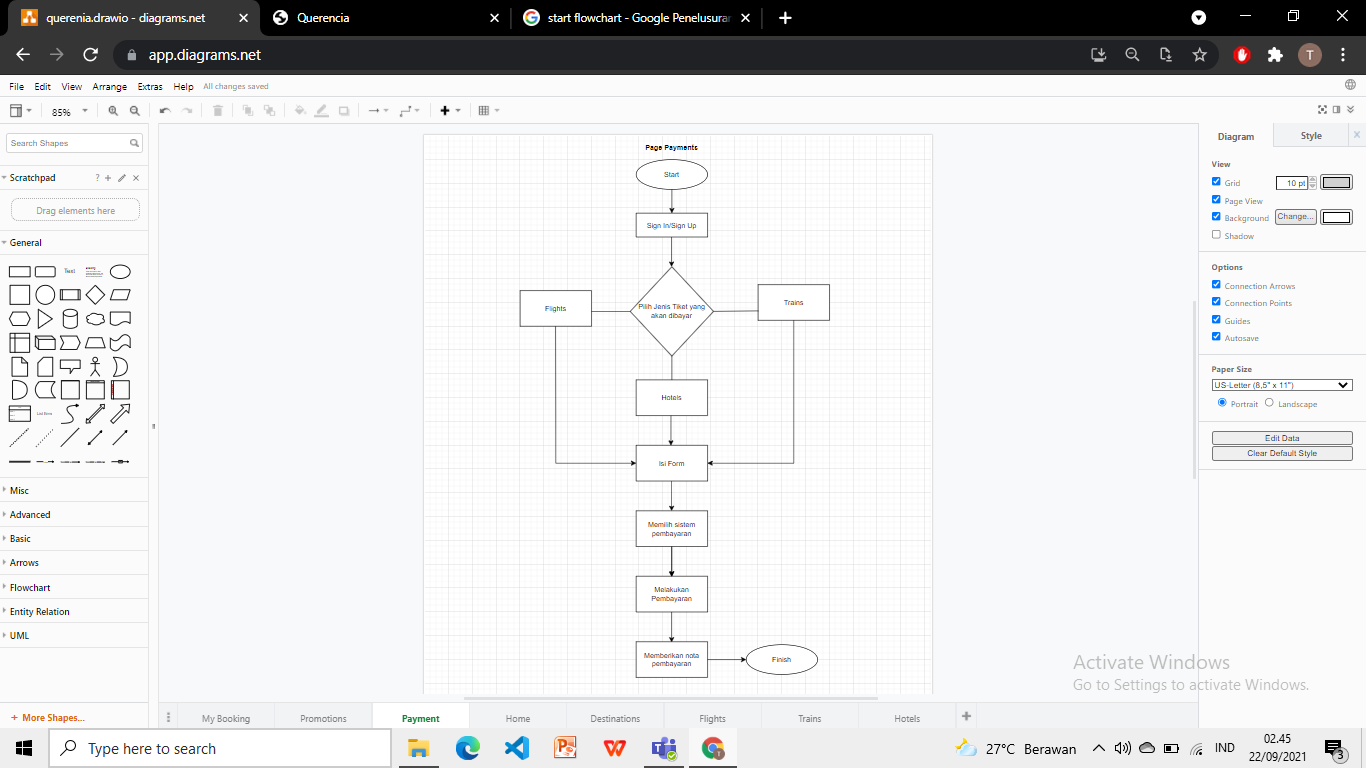 querenia.drawio - diagrams.net
Querencia
start flowchart - Google Penelusuran
app.diagrams.net
T
File Edit View Arrange Extras Help All changes saved
85%
Search Shapes
Scratchpad
Drag elements here
General
Text
Misc
Advanced
Basic
Arrows
Flowchart
Entity Relation
UML
+ More Shapes...
Page Payments
Start
Sign In/Sign Up
Pilih Jenis Tiket yang
akan dibayar
Flights
Trains
Hotels
Isi Form
Memilih sistem
pembayaran
Melakukan
Pembayaran
Memberikan nota
pembayaran
Finish
Diagram
Style
View
Grid
10 pt
Page View
Background
Change...
Shadow
Options
Connection Arrows
Connection Points
Guides
Autosave
Paper Size
US-Letter (8,5" x 11")
Portrait
Landscape
Edit Data
Clear Default Style
Activate Windows
Go to Settings to activate Windows.
My Booking
Promotions
Payment
Home
Destinations
Flights
Trains
Hotels
Type here to search
27°C Berawan
IND
02.45
22/09/2021
3